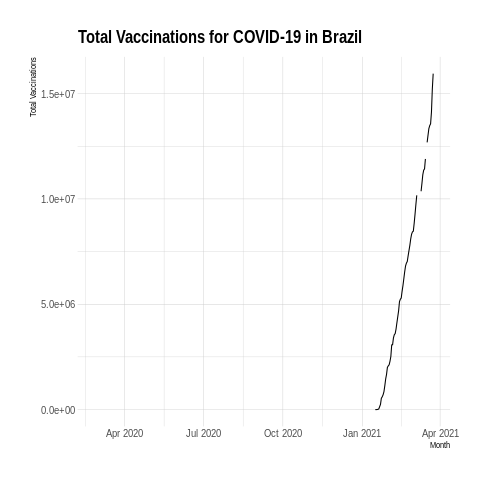 Total Vaccinations for COVID-19 in Brazil
Total Vaccinations
1.5e+07
1.0e+07
5.0e+06
0.0e+00
Apr 2020 Jul 2020 Oct 2020 Jan 2021 Apr 2021
Month